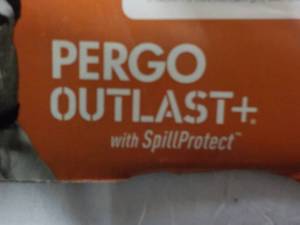 PERGO
OUTLAST+.
with SpillProtect™